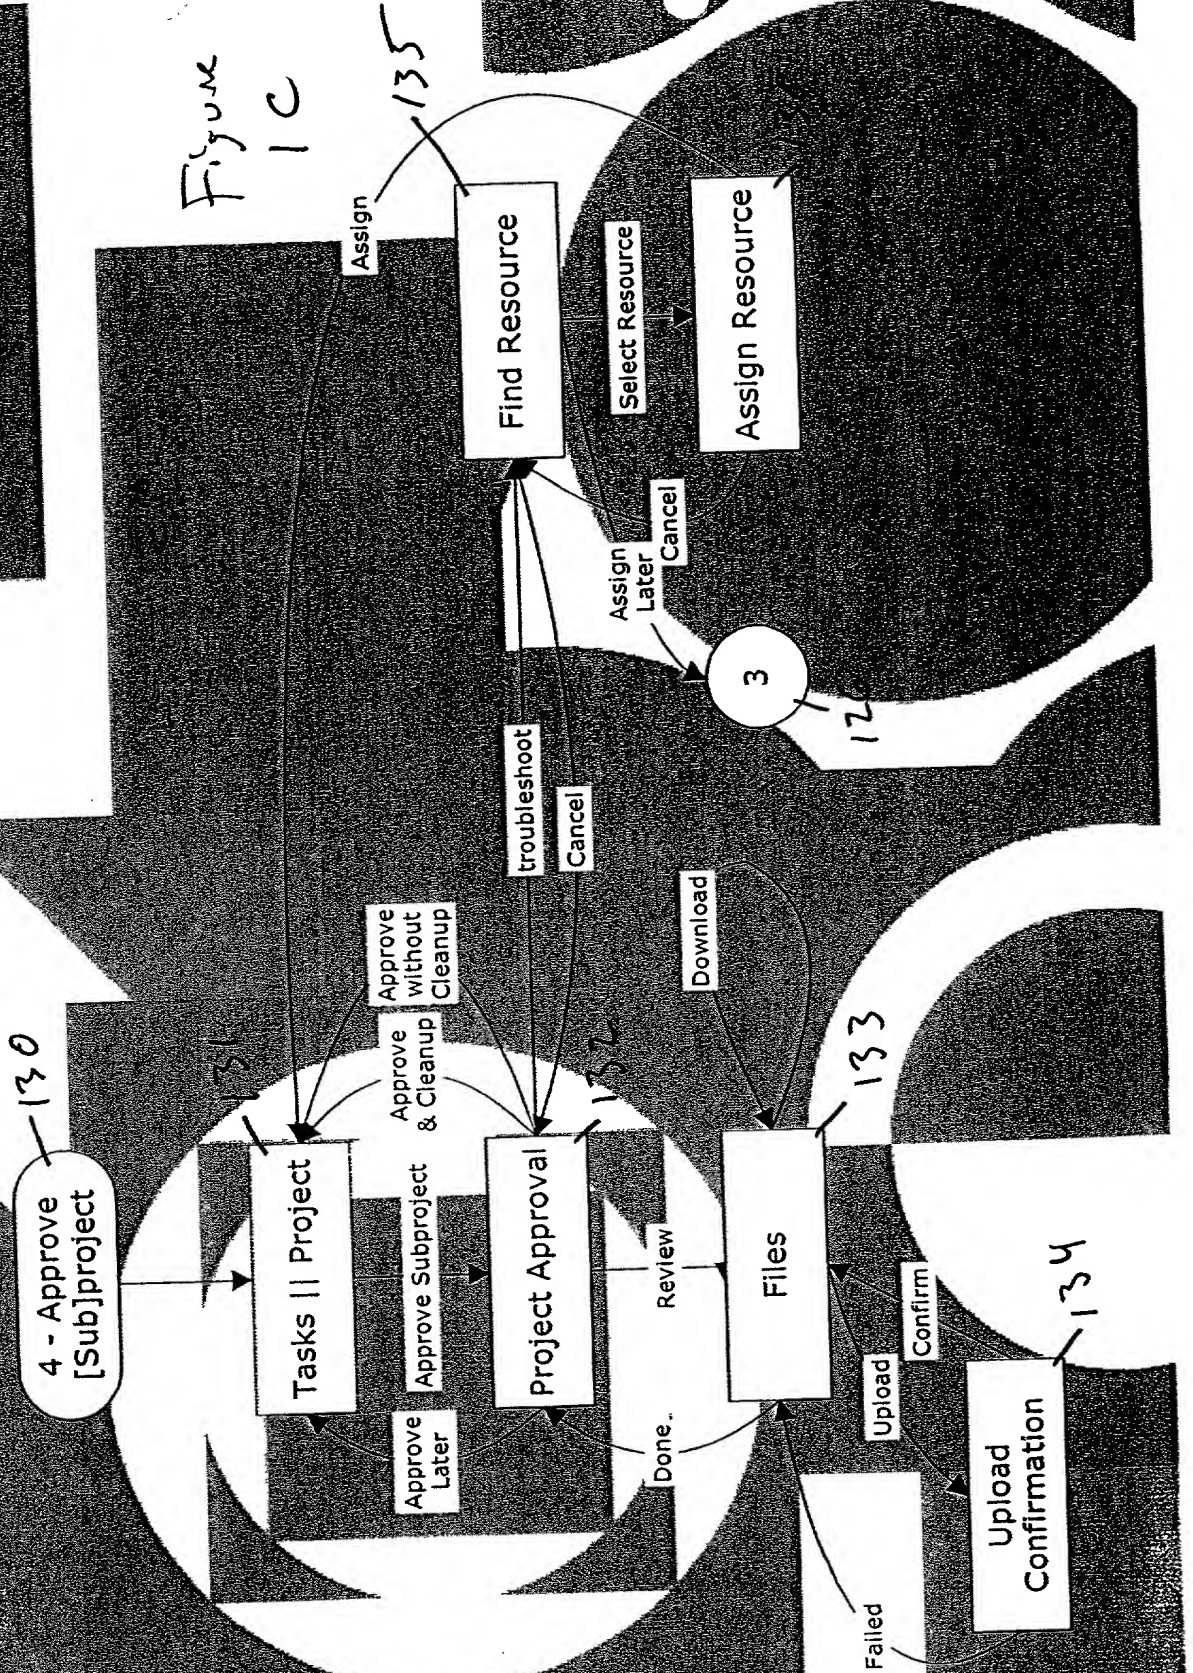 Figure
1C
4 - Approve
[Sub]project
130
Tasks || Project
131
Approve Subproject
Approve
Later
Approve
& Cleanup
Approve
without
Cleanup
Project Approval
132
Review
Done..
Files
133
Download
Upload
Confirm
Failed
Upload
Confirmation
134
troubleshoot
Cancel
Assign
Find Resource
135
Select Resource
Assign Resource
Cancel
Assign
Later
3